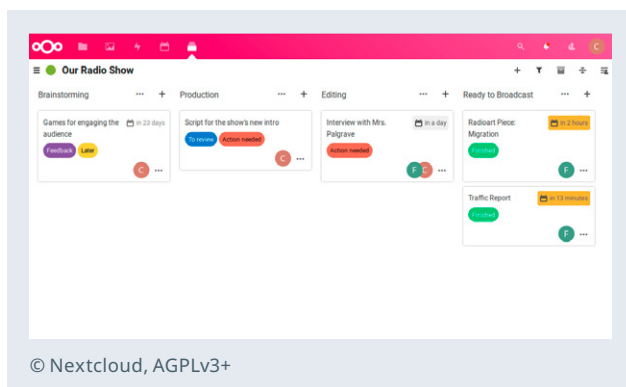 C
Our Radio Show
Brainstorming
Production
Editing
Ready to Broadcast
Games for engaging the
audience
in 23 days
Feedback
Later
C
Script for the show's new intro
To review
Action needed
C
Interview with Mrs.
Palgrave
in a day
Action needed
F
C
Radioart Piece:
Migration
in 2 hours
Finished
F
Traffic Report
in 13 minutes
Finished
F
© Nextcloud, AGPLv3+